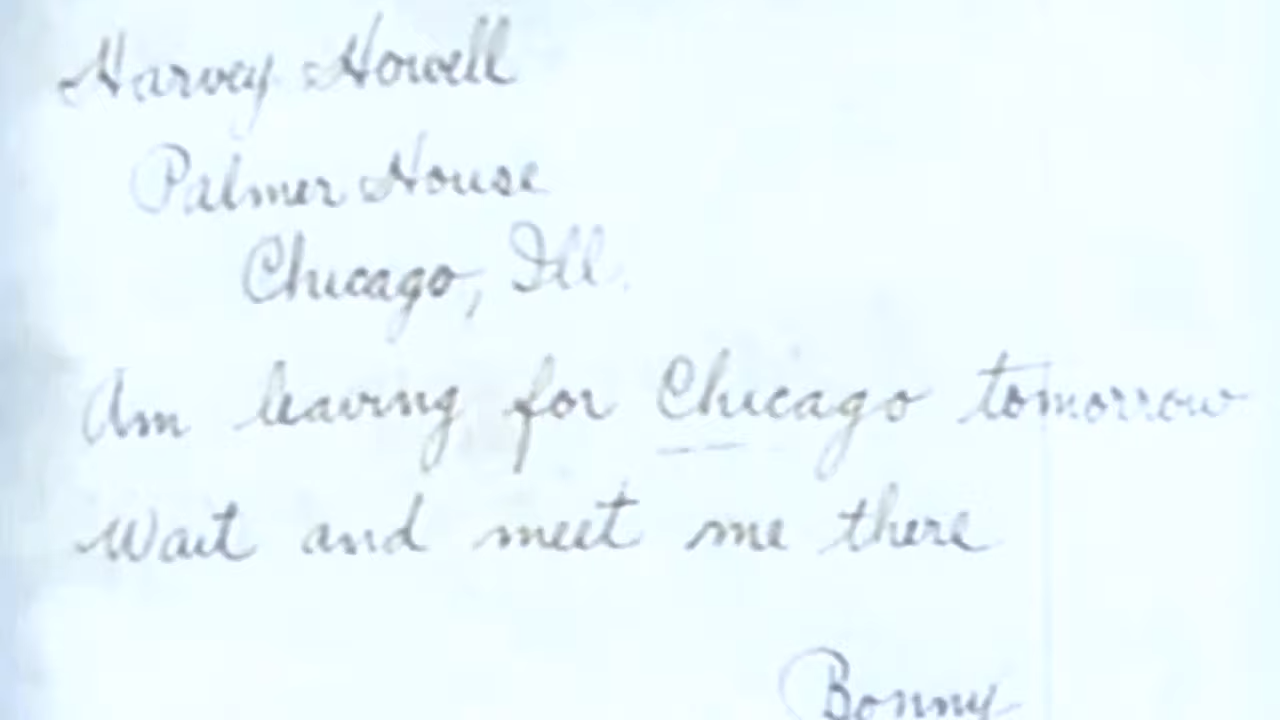 Harvey Howell
Palmer House
Chicago, Ill.
Am leaving for Chicago tomorrow
Wait and meet me there
Bonny